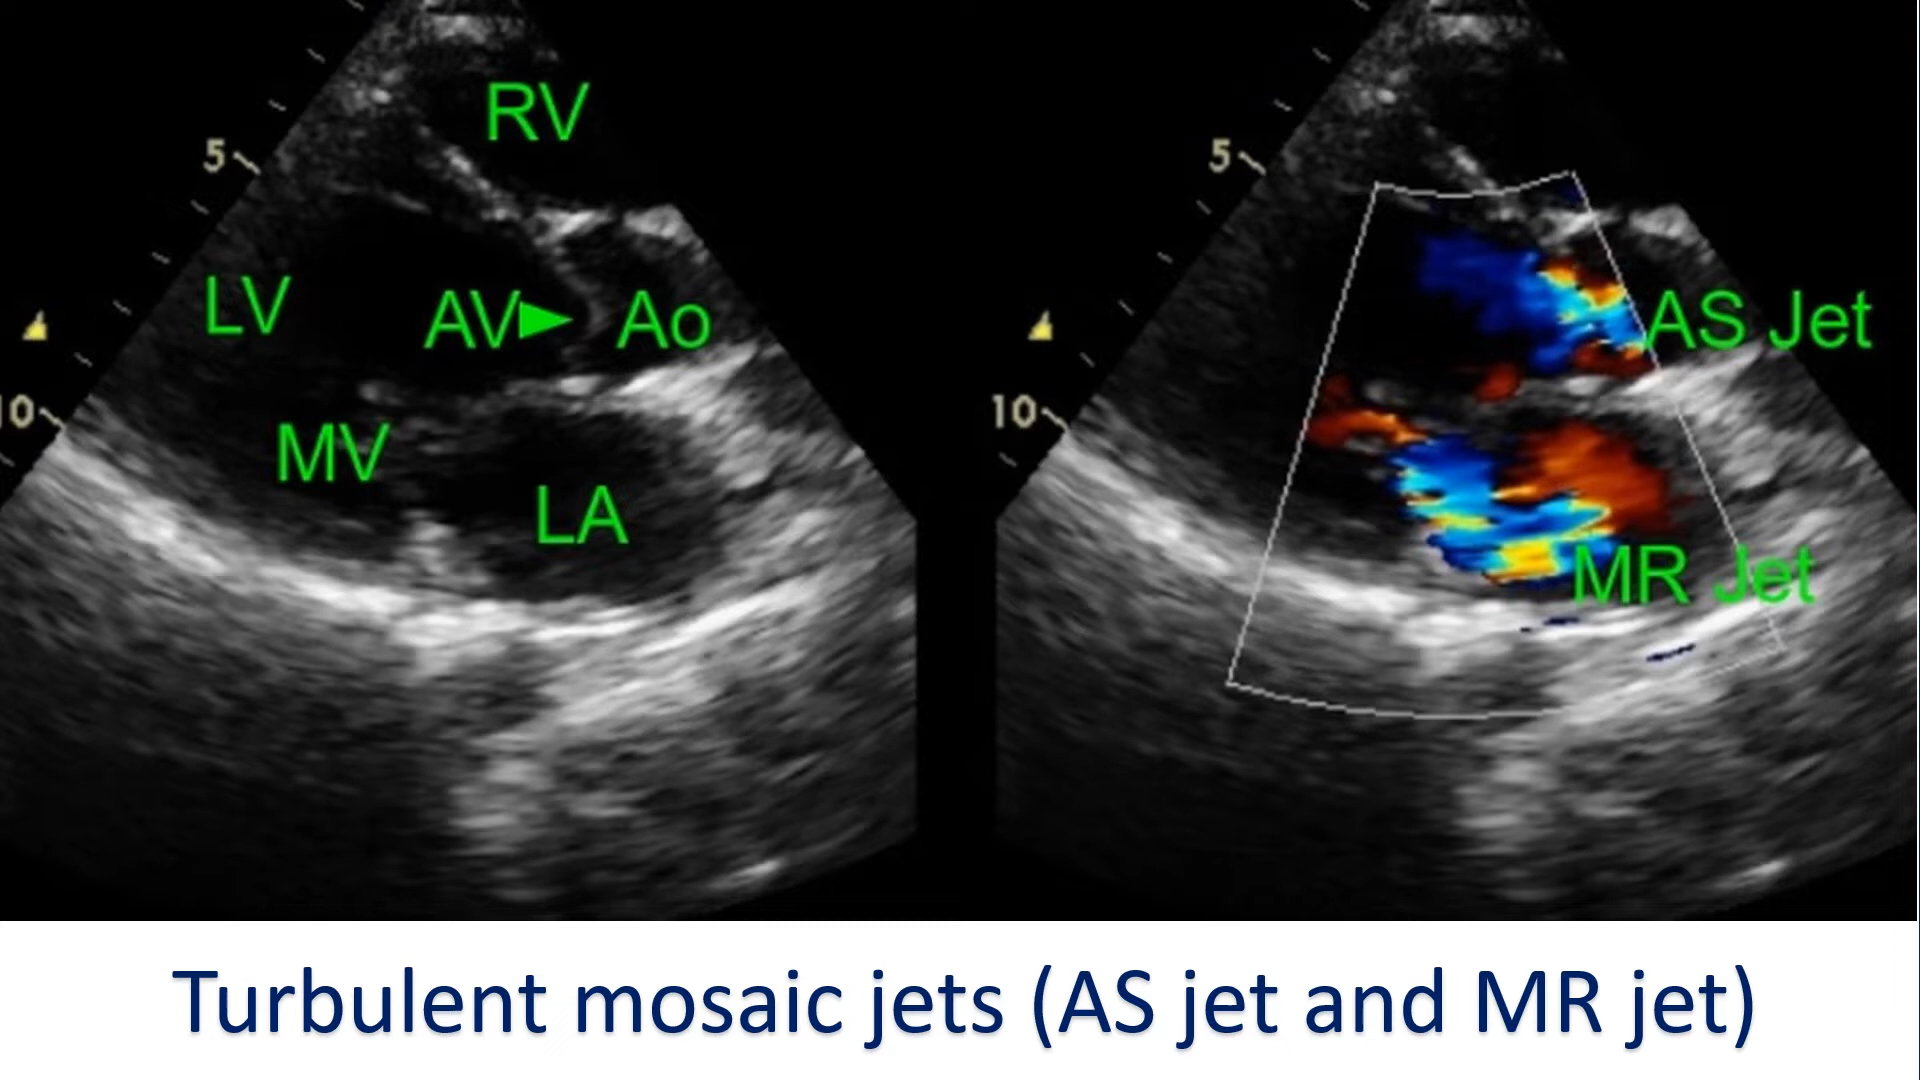 RV
5
LV
AV
Ao
10
MV
LA
5
AS Jet
10
MR Jet
Turbulent mosaic jets (AS jet and MR jet)